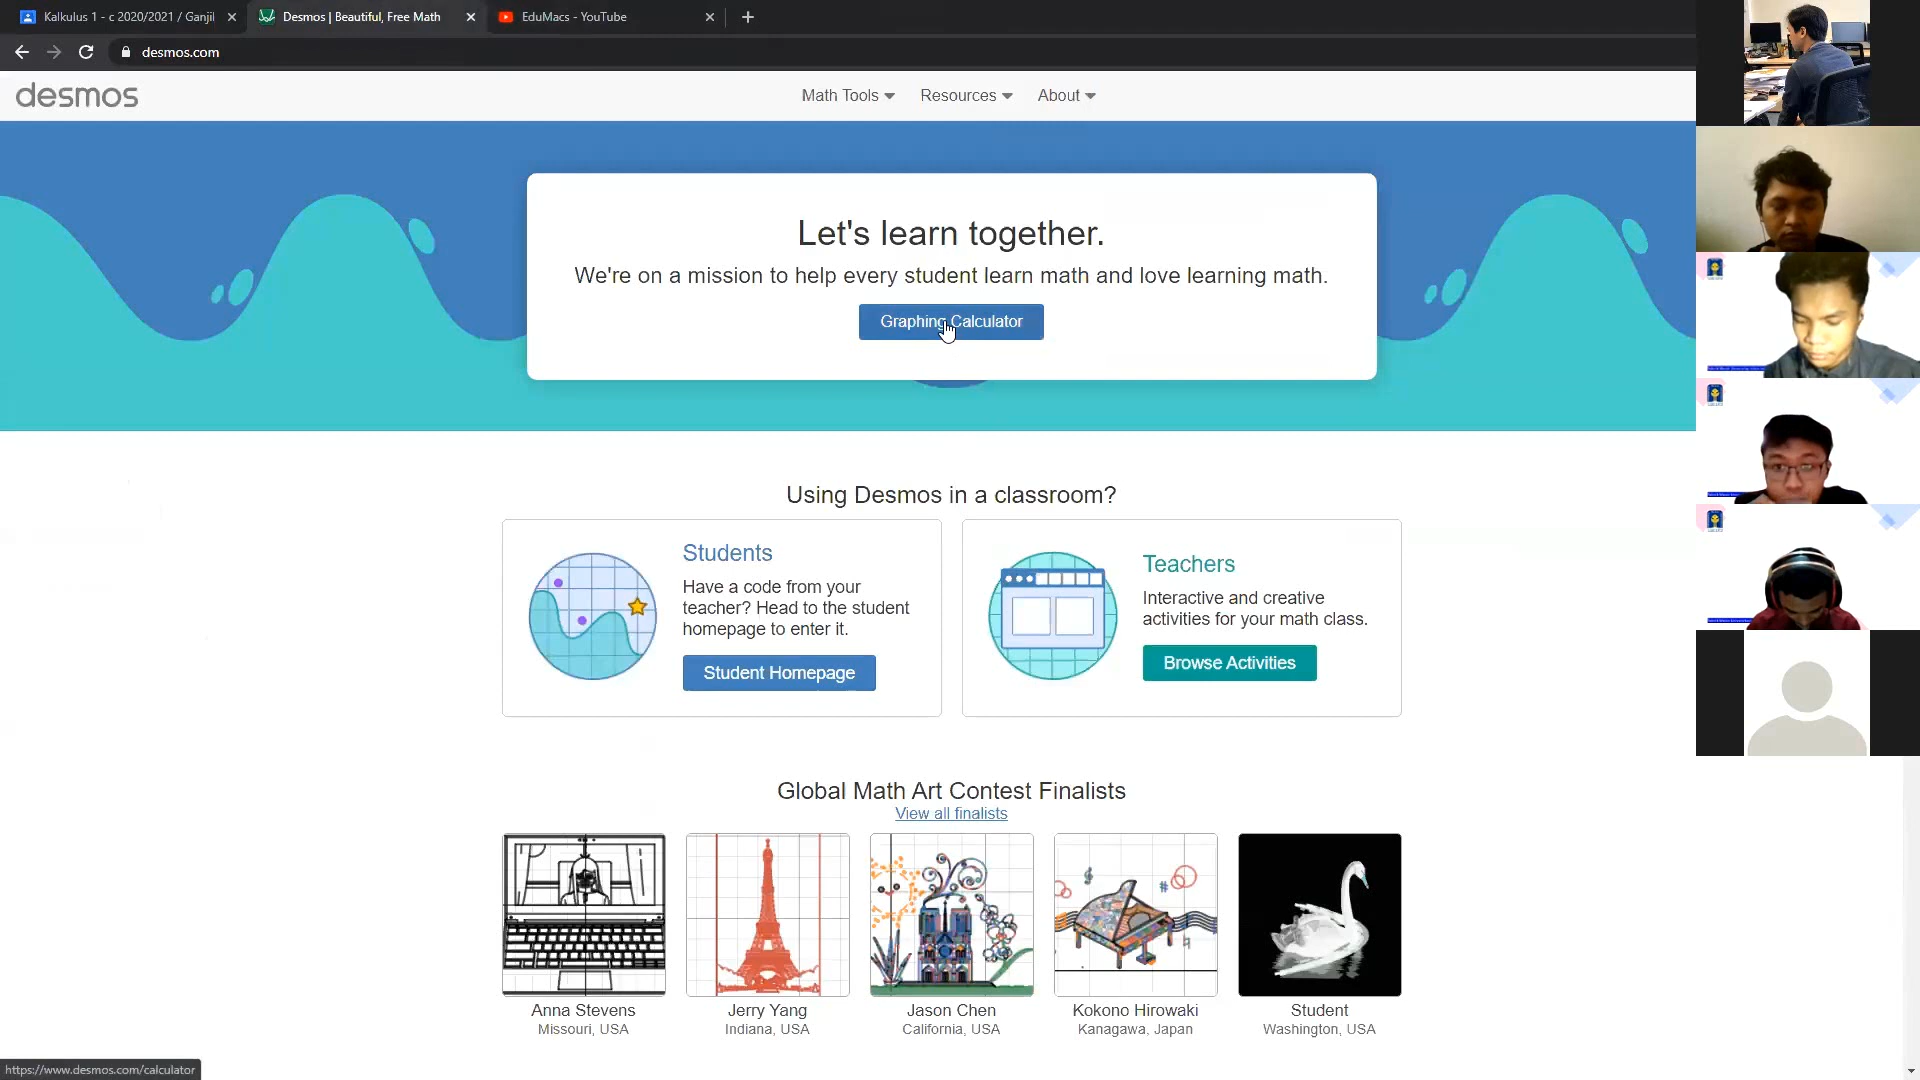 Kalkulus 1 - c 2020/2021 / Ganjil
Desmos | Beautiful, Free Math
EduMacs - YouTube
desmos.com
desmos
Math Tools
Resources
About
Let's learn together.
We're on a mission to help every student learn math and love learning math.
Graphing Calculator
Using Desmos in a classroom?
Students
Have a code from your
teacher? Head to the student
homepage to enter it.
Student Homepage
Teachers
Interactive and creative
activities for your math class.
Browse Activities
Global Math Art Contest Finalists
View all finalists
Anna Stevens
Missouri, USA
Jerry Yang
Indiana, USA
Jason Chen
California, USA
Kokono Hirowaki
Kanagawa, Japan
Student
Washington, USA
https://www.desmos.com/calculator